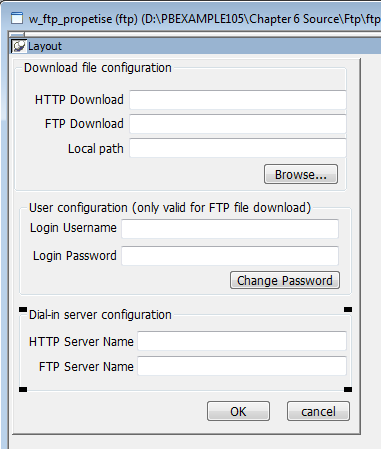 w_ftp_propetise (ftp) (D:\PBEXAMPLE105\Chapter 6 Source\Ftp\ftp
Layout
Download file configuration
HTTP Download
FTP Download
Local path
Browse...
User configuration (only valid for FTP file download)
Login Username
Login Password
Change Password
Dial-in server configuration
HTTP Server Name
FTP Server Name
OK cancel